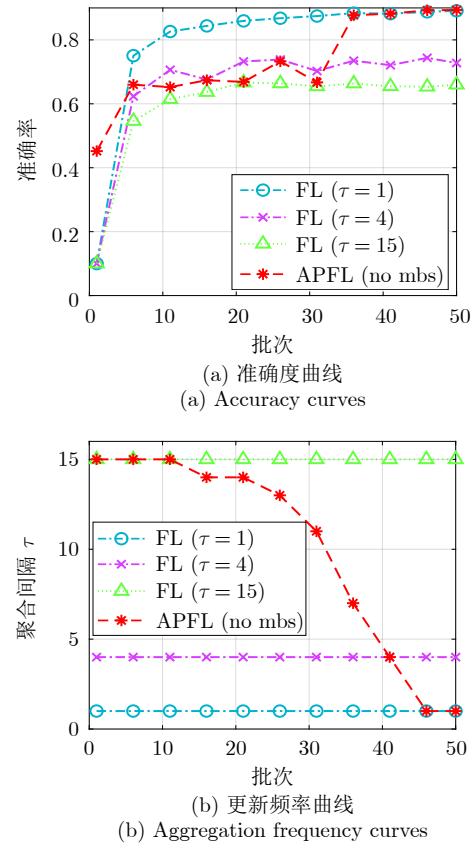 0.8
0.6
0.4
0.2
0
准确率
FL (τ = 1)
FL (τ = 4)
FL (τ = 15)
APFL (no mbs)
0 10 20 30 40 50
批次
(a) 准确度曲线
(a) Accuracy curves
15
10
5
0
聚合间隔 τ
FL (τ = 1)
FL (τ = 4)
FL (τ = 15)
APFL (no mbs)
0 10 20 30 40 50
批次
(b) 更新频率曲线
(b) Aggregation frequency curves